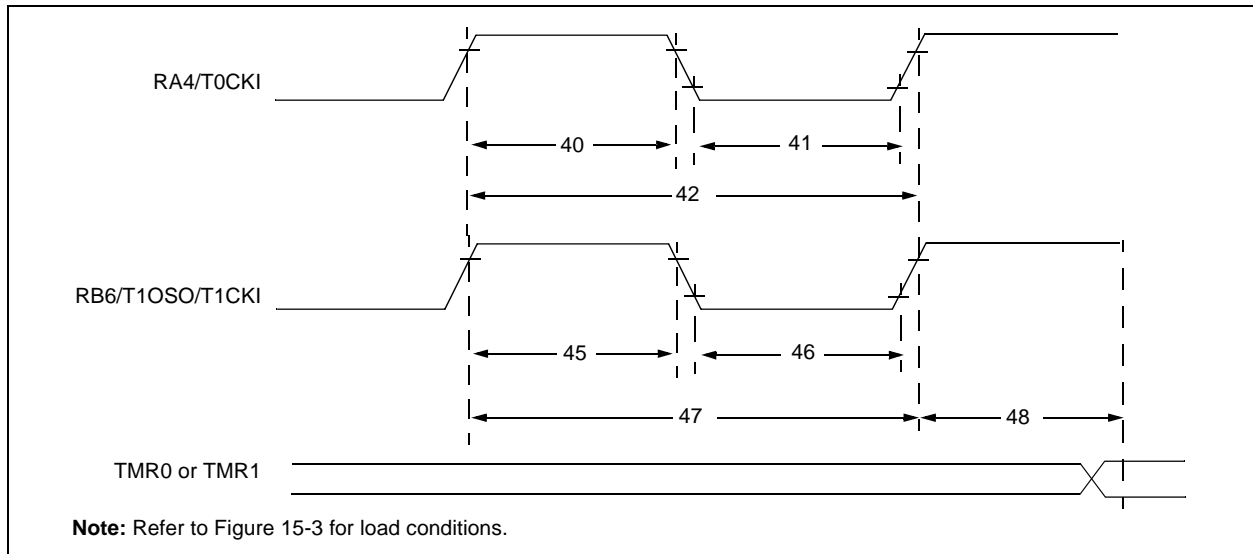 RA4/T0CKI
40
41
42
RB6/T1OSO/T1CKI
45
46
47
48
TMR0 or TMR1
Note: Refer to Figure 15-3 for load conditions.